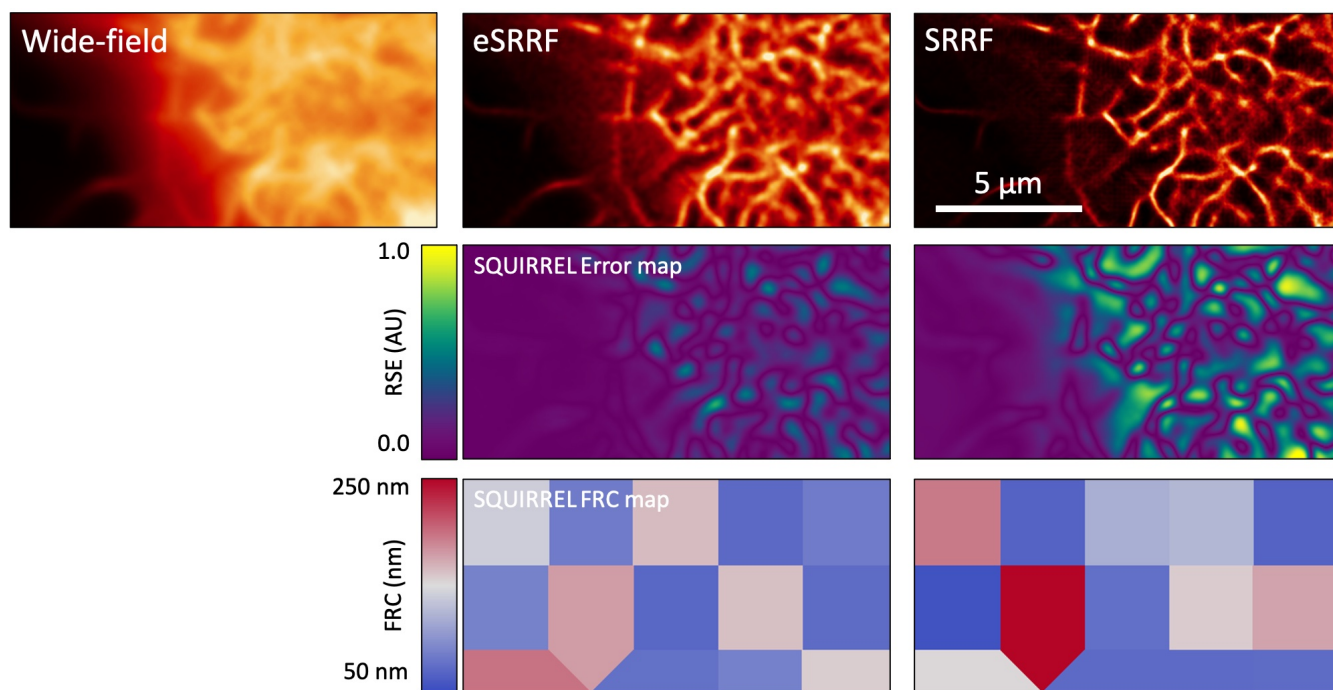 Wide-field
eSRRF
SRRF
5 μm
1.0
SQUIRREL Error map
RSE (AU)
0.0
250 nm
SQUIRREL FRC map
FRC (nm)
50 nm